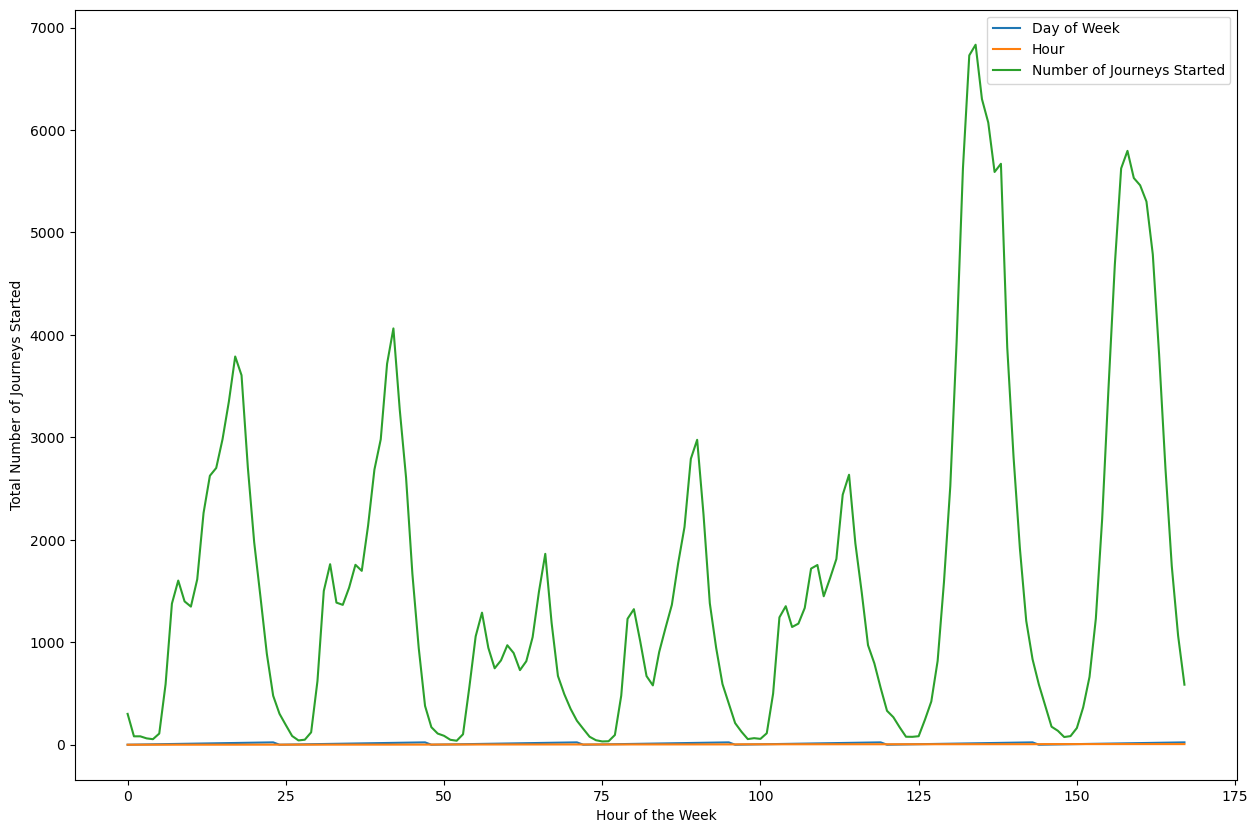 Day of Week
Hour
Number of Journeys Started
7000
6000
5000
4000
3000
2000
1000
0
Total Number of Journeys Started
0 25 50 75 100 125 150 175
Hour of the Week